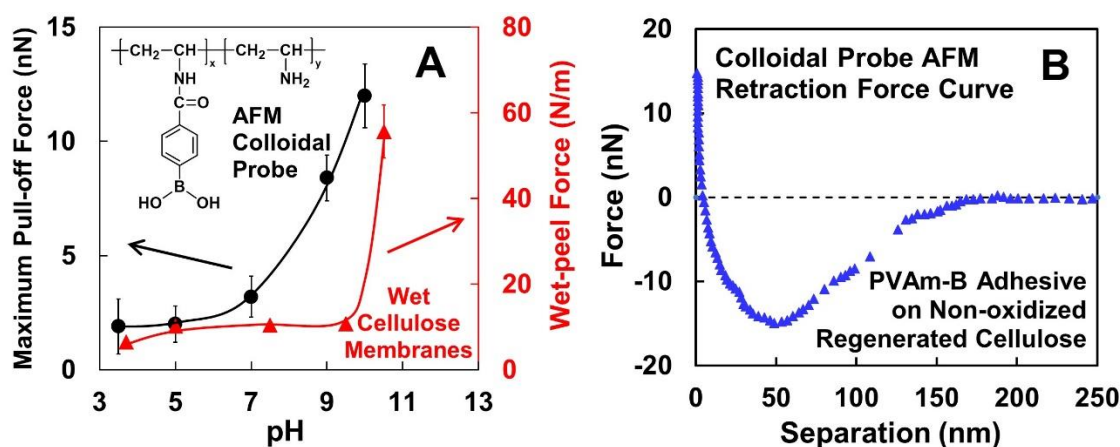 A
Maximum Pull-off Force (nN)
15
10
5
0
3 5 7 9 11 13
pH
80
60
40
20
0
Wet-peel Force (N/m)
CH₂ CH x CH₂ CH y
NH NH₂
C=O
B
HO OH
AFM
Colloidal
Probe
Wet
Cellulose
Membranes
B
Colloidal Probe AFM
Retraction Force Curve
Force (nN)
20
10
0
-10
-20
0 50 100 150 200 250
Separation (nm)
PVAm-B Adhesive
on Non-oxidized
Regenerated Cellulose